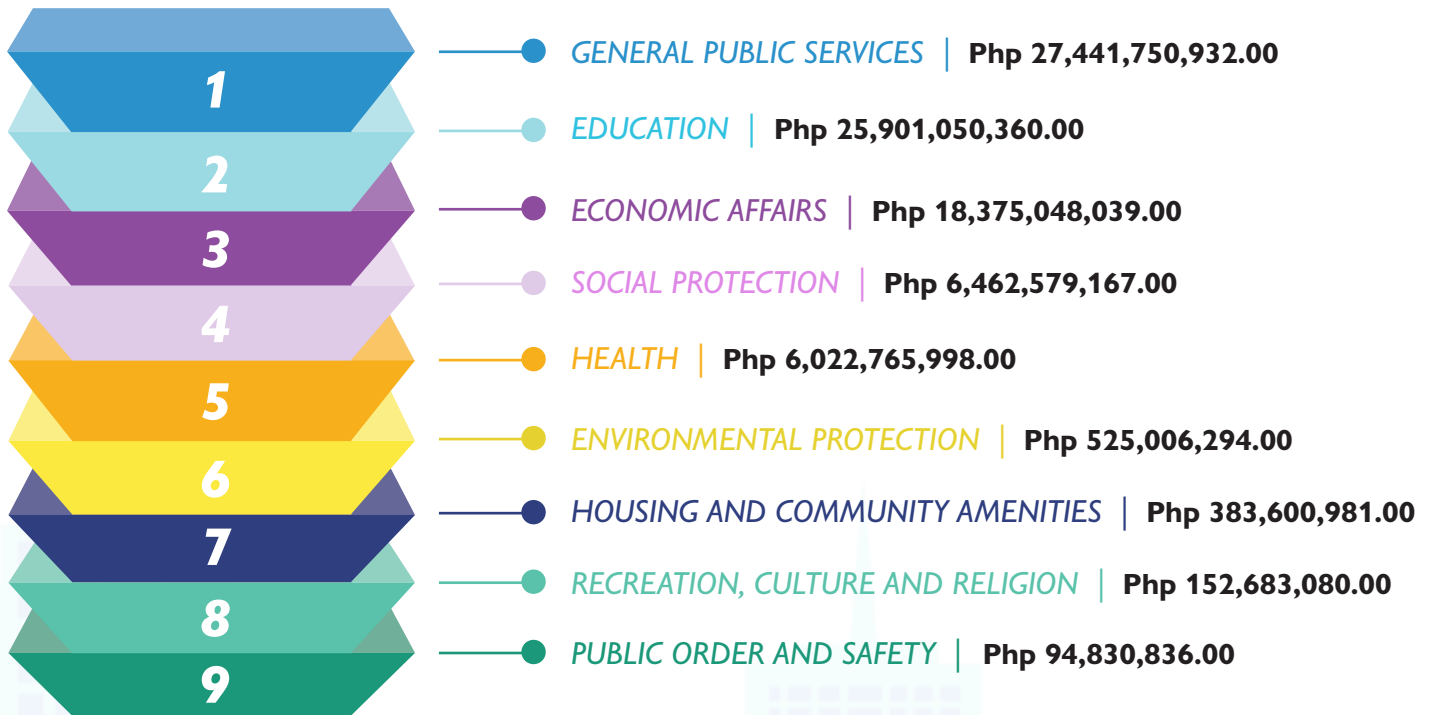 1
GENERAL PUBLIC SERVICES | Php 27,441,750,932.00
2
EDUCATION | Php 25,901,050,360.00
3
ECONOMIC AFFAIRS | Php 18,375,048,039.00
4
SOCIAL PROTECTION | Php 6,462,579,167.00
5
HEALTH | Php 6,022,765,998.00
6
ENVIRONMENTAL PROTECTION | Php 525,006,294.00
7
HOUSING AND COMMUNITY AMENITIES | Php 383,600,981.00
8
RECREATION, CULTURE AND RELIGION | Php 152,683,080.00
9
PUBLIC ORDER AND SAFETY | Php 94,830,836.00